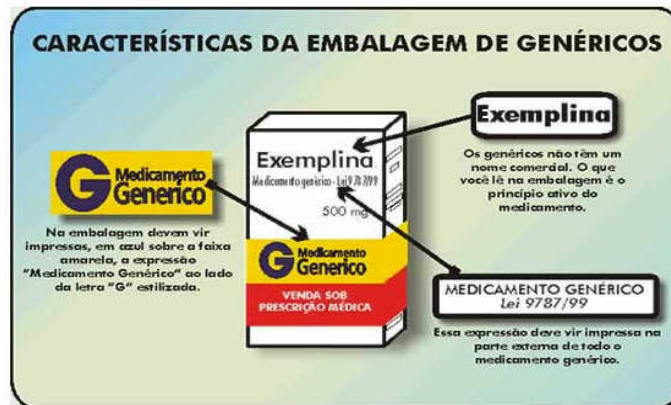 CARACTERÍSTICAS DA EMBALAGEM DE GENÉRICOS
Exemplina
Os genéricos não têm um
nome comercial. O que
você lê na embalagem é o
princípio ativo do
medicamento.
G Medicamento
Generico
Na embalagem devem vir
impressas, em azul sobre a faixa
amarela, a expressão
"Medicamento Genérico" ao lado
da letra "G" estilizada.
Exemplina
Medicamento genérico - Lei 9787/99
500 mg
G Medicamento
Generico
VENDA SOB
PRESCRIÇÃO MÉDICA
MEDICAMENTO GENÉRICO
Lei 9787/99
Essa expressão deve vir impressa na
parte externa de todo o
medicamento genérico.